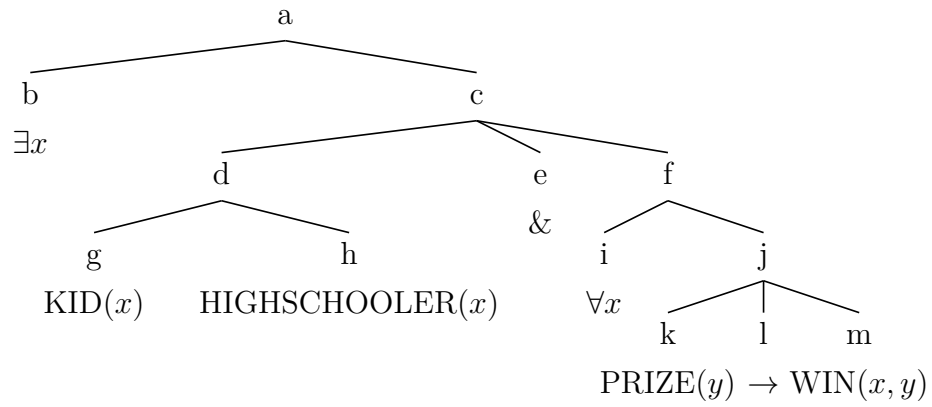 a
b c
∃x
d e f
&
g h i j
KID(x) HIGHSCHOOLER(x) ∀x
k l m
PRIZE(y) → WIN(x, y)